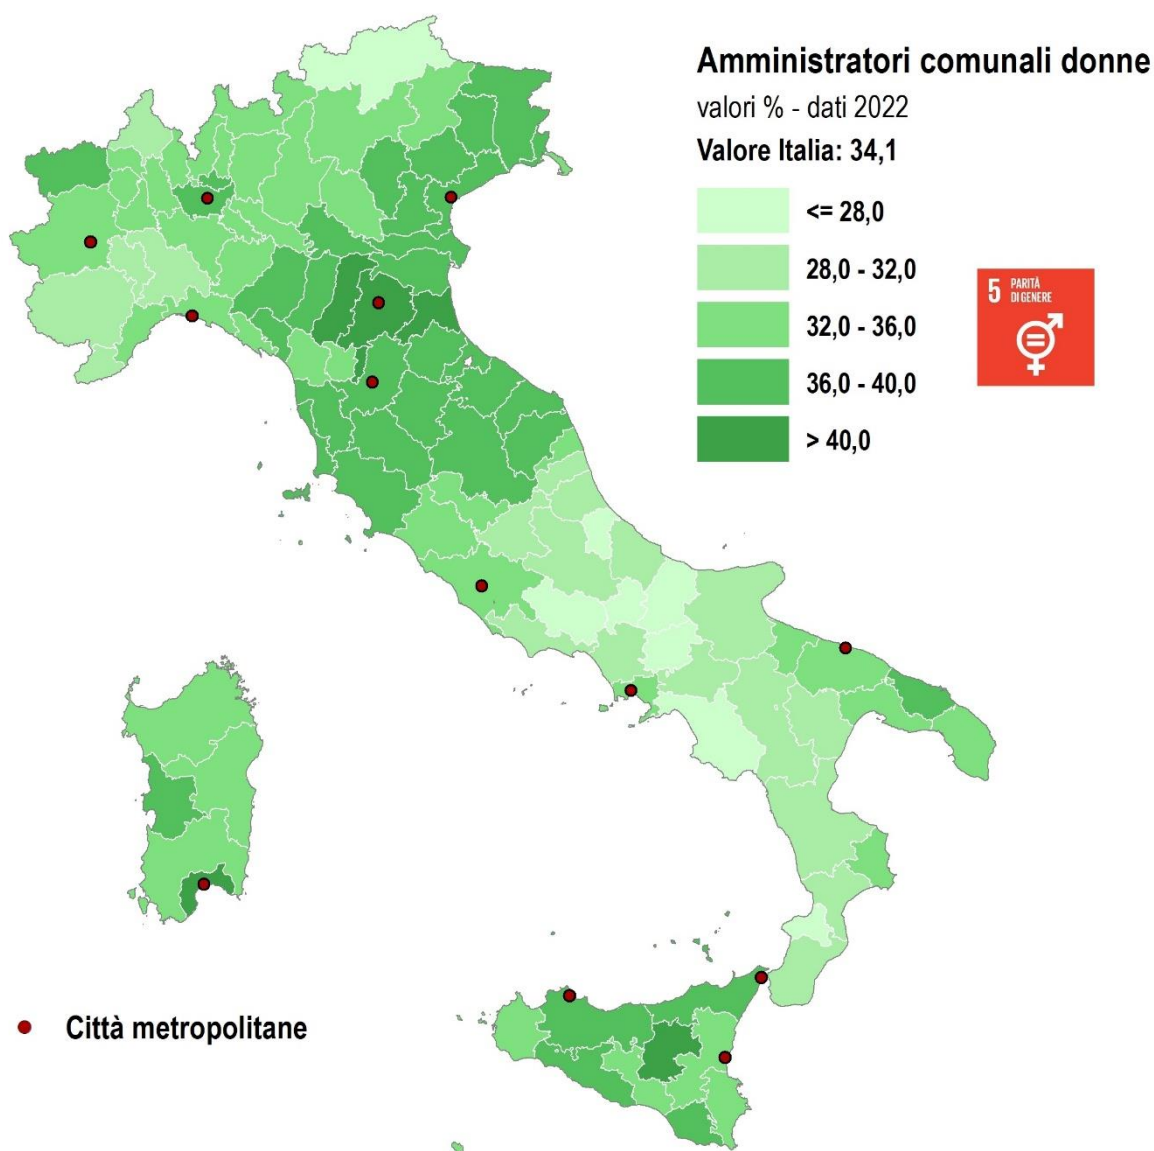 Amministratori comunali donne
valori % - dati 2022
Valore Italia: 34,1
<= 28,0
28,0 - 32,0
32,0 - 36,0
36,0 - 40,0
> 40,0
5 PARITÀ
DI GENERE
Città metropolitane